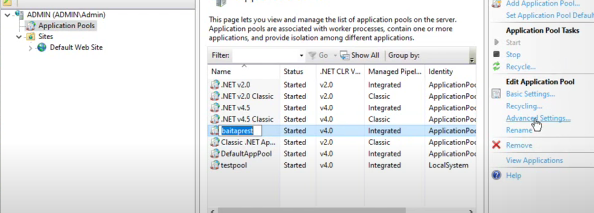 ADMIN (ADMIN\Admin)
Application Pools
Sites
Default Web Site
This page lets you view and manage the list of application pools on the server.
Application pools are associated with worker processes, contain one or more
applications, and provide isolation among different applications.
Filter: Go Show All Group by:
Name Status .NET CLR V... Managed Pipel... Identity
.NET v2.0 Started v2.0 Integrated ApplicationPoo
.NET v2.0 Classic Started v2.0 Classic ApplicationPoo
.NET v4.5 Started v4.0 Integrated ApplicationPoo
.NET v4.5 Classic Started v4.0 Classic ApplicationPoo
baitaprest Started v4.0 Integrated ApplicationPoo
Classic .NET Ap... Started v2.0 Classic ApplicationPoo
DefaultAppPool Started v4.0 Integrated ApplicationPoo
testpool Started v4.0 Integrated LocalSystem
Add Application Pool...
Set Application Pool Default
Application Pool Tasks
Start
Stop
Recycle...
Edit Application Pool
Basic Settings...
Recycling...
Advanced Settings...
Rename
Remove
View Applications
Help